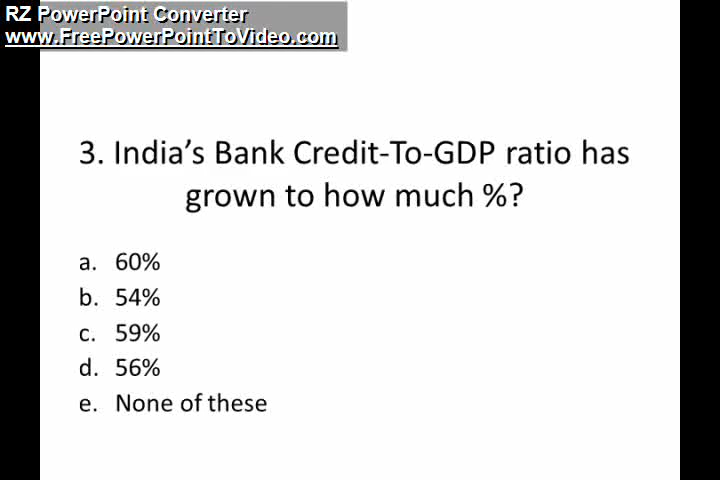 RZ PowerPoint Converter
www.FreePowerPointToVideo.com
3. India’s Bank Credit-To-GDP ratio has
grown to how much %?
a. 60%
b. 54%
c. 59%
d. 56%
e. None of these